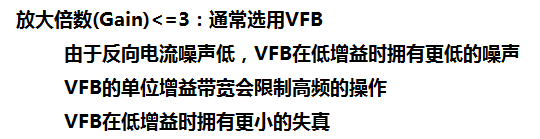 放大倍数(Gain)<=3：通常选用VFB
由于反向电流噪声低，VFB在低增益时拥有更低的噪声
VFB的单位增益带宽会限制高频的操作
VFB在低增益时拥有更小的失真